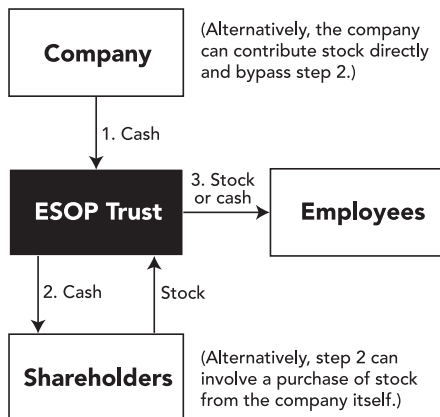 Company
(Alternatively, the company
can contribute stock directly
and bypass step 2.)
1. Cash
ESOP Trust
3. Stock
or cash
Employees
2. Cash
Stock
Shareholders
(Alternatively, step 2 can
involve a purchase of stock
from the company itself.)